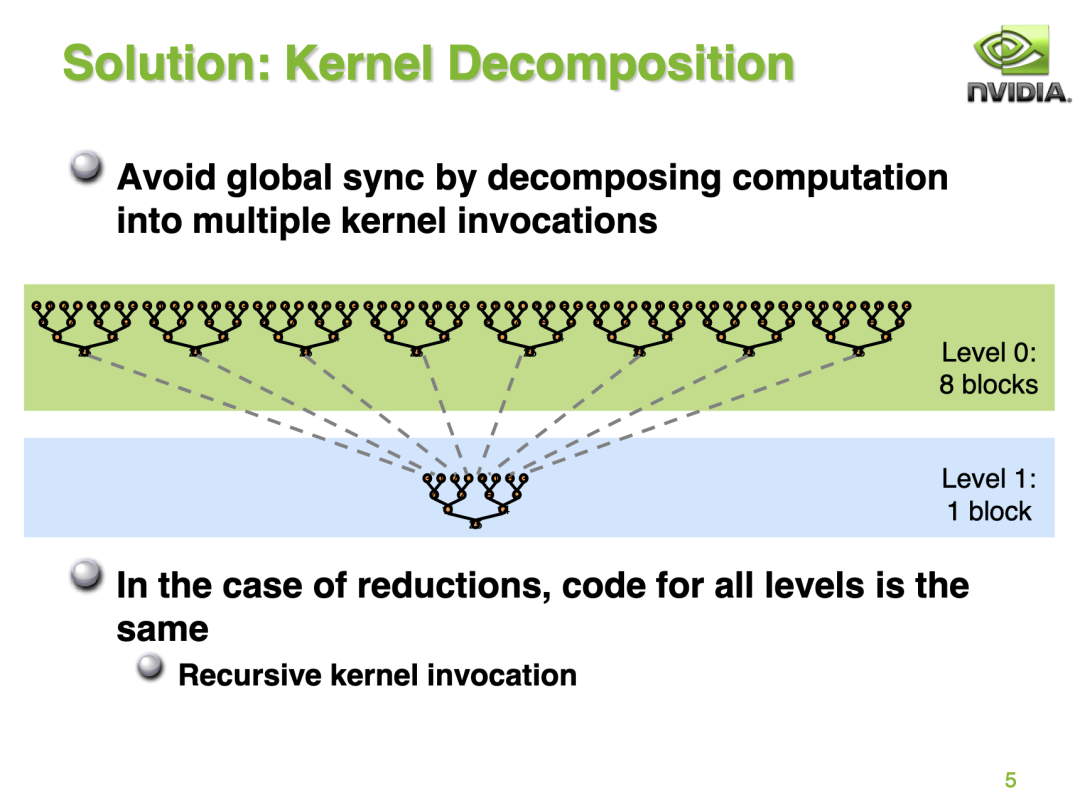 Solution: Kernel Decomposition
NVIDIA.
Avoid global sync by decomposing computation
into multiple kernel invocations
Level 0:
8 blocks
Level 1:
1 block
In the case of reductions, code for all levels is the
same
Recursive kernel invocation
5